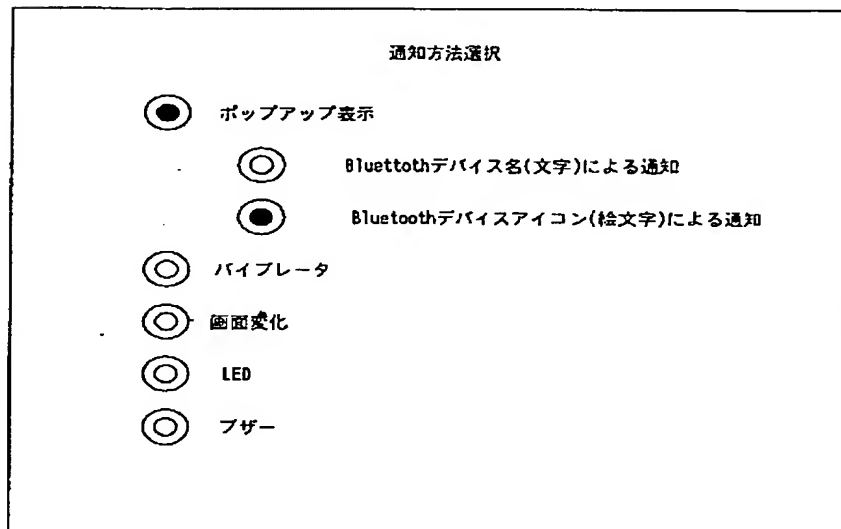 通知方法選択
ポップアップ表示
Bluettothデバイス名(文字)による通知
Bluetoothデバイスアイコン(絵文字)による通知
バイブレータ
画面変化
LED
ブザー